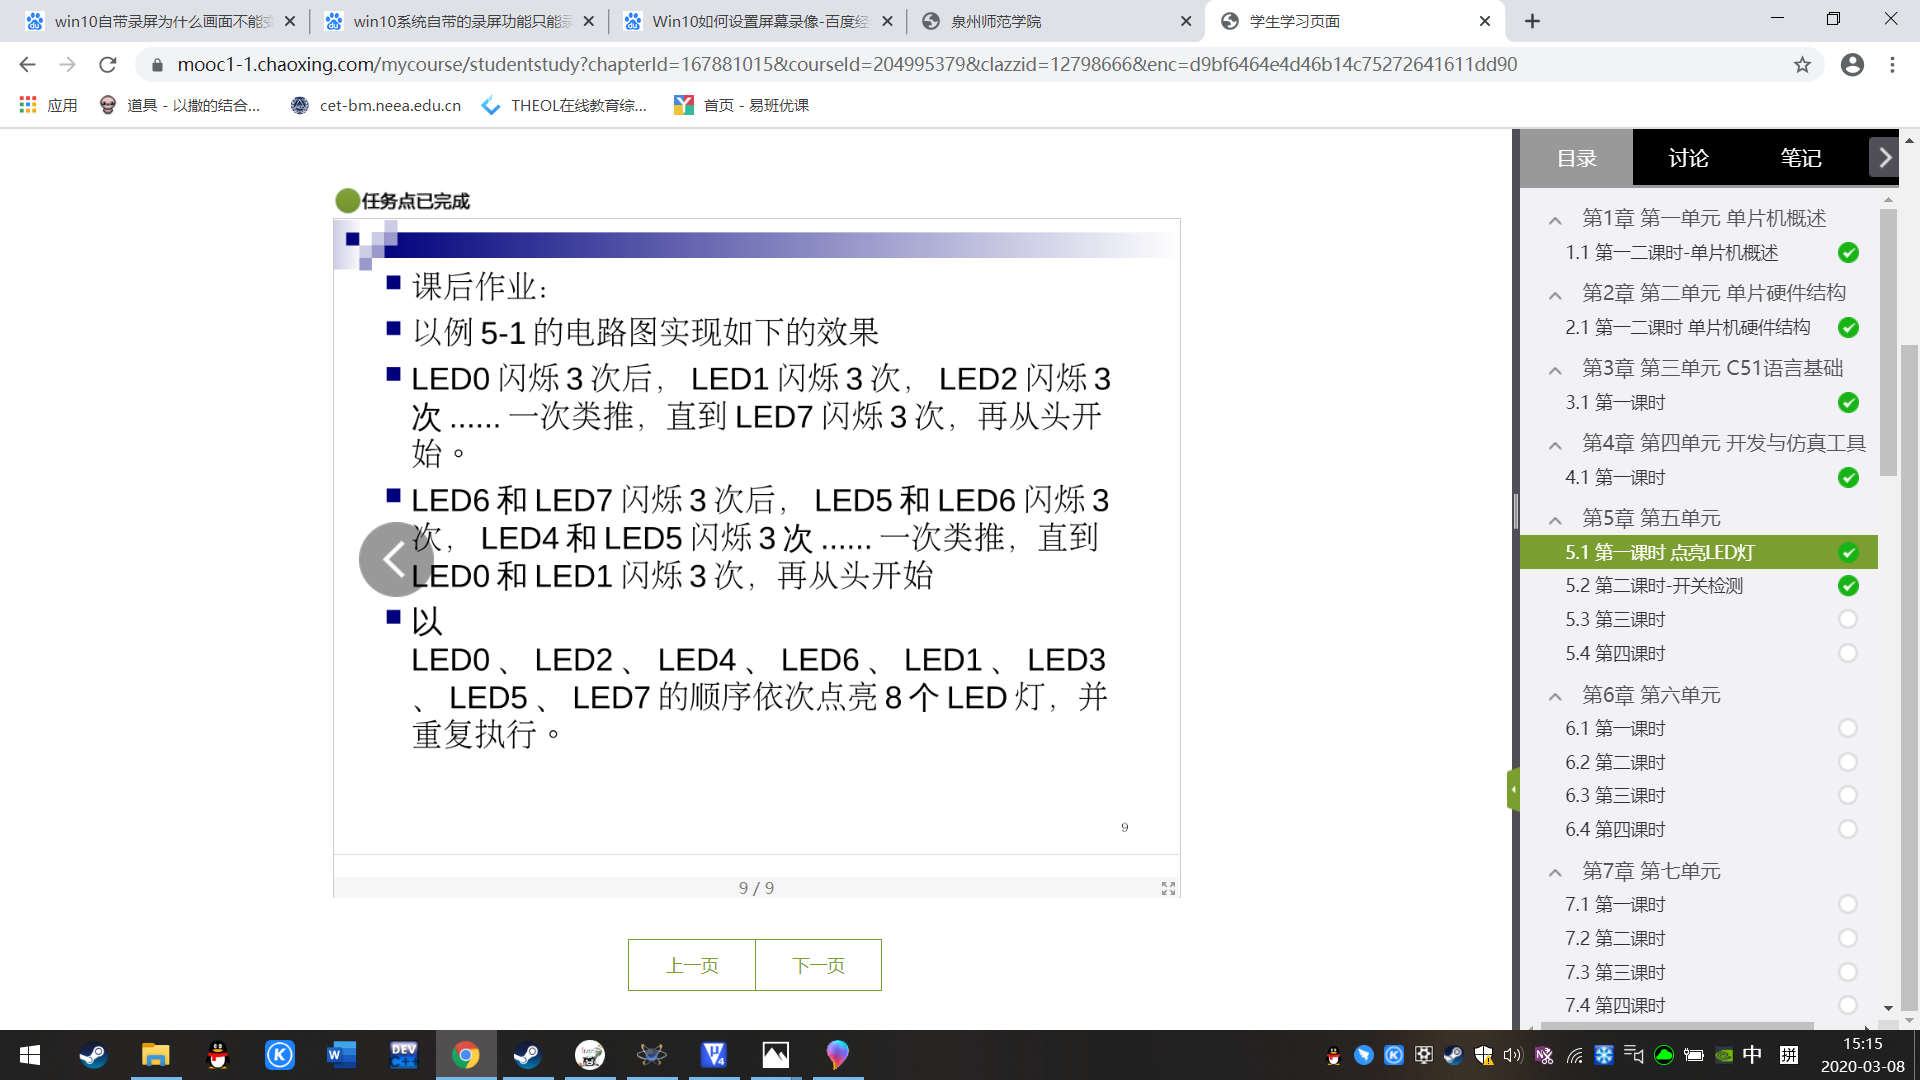 win10自带录屏为什么画面不能变
win10系统自带的录屏功能只能录
Win10如何设置屏幕录像-百度经
泉州师范学院
学生学习页面
mooc1-1.chaoxing.com/mycourse/studentstudy?chapterId=167881015&courseId=204995379&clazzid=12798666&enc=d9bf6464e4d46b14c75272641611dd90
应用
道具 - 以撒的结合...
cet-bm.neea.edu.cn
THEOL在线教育综...
首页 - 易班优课
任务点已完成
课后作业：
以例 5-1 的电路图实现如下的效果
LED0 闪烁 3 次后， LED1 闪烁 3 次， LED2 闪烁 3
次 ...... 一次类推，直到 LED7 闪烁 3 次，再从头开
始。
LED6 和 LED7 闪烁 3 次后， LED5 和 LED6 闪烁 3
次， LED4 和 LED5 闪烁 3 次 ...... 一次类推，直到
LED0 和 LED1 闪烁 3 次，再从头开始
以
LED0 、 LED2 、 LED4 、 LED6 、 LED1 、 LED3
、 LED5 、 LED7 的顺序依次点亮 8 个 LED 灯，并
重复执行。
9
9 / 9
上一页
下一页
目录
讨论
笔记
第1章 第一单元 单片机概述
1.1 第一二课时-单片机概述
第2章 第二单元 单片硬件结构
2.1 第一二课时 单片机硬件结构
第3章 第三单元 C51语言基础
3.1 第一课时
第4章 第四单元 开发与仿真工具
4.1 第一课时
第5章 第五单元
5.1 第一课时 点亮LED灯
5.2 第二课时-开关检测
5.3 第三课时
5.4 第四课时
第6章 第六单元
6.1 第一课时
6.2 第二课时
6.3 第三课时
6.4 第四课时
第7章 第七单元
7.1 第一课时
7.2 第二课时
7.3 第三课时
7.4 第四课时
DEV
中
拼
15:15
2020-03-08